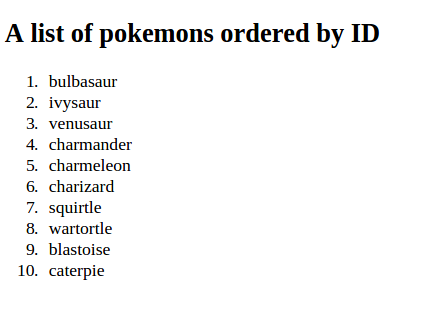 A list of pokemons ordered by ID
1. bulbasaur
2. ivysaur
3. venusaur
4. charmander
5. charmeleon
6. charizard
7. squirtle
8. wartortle
9. blastoise
10. caterpie